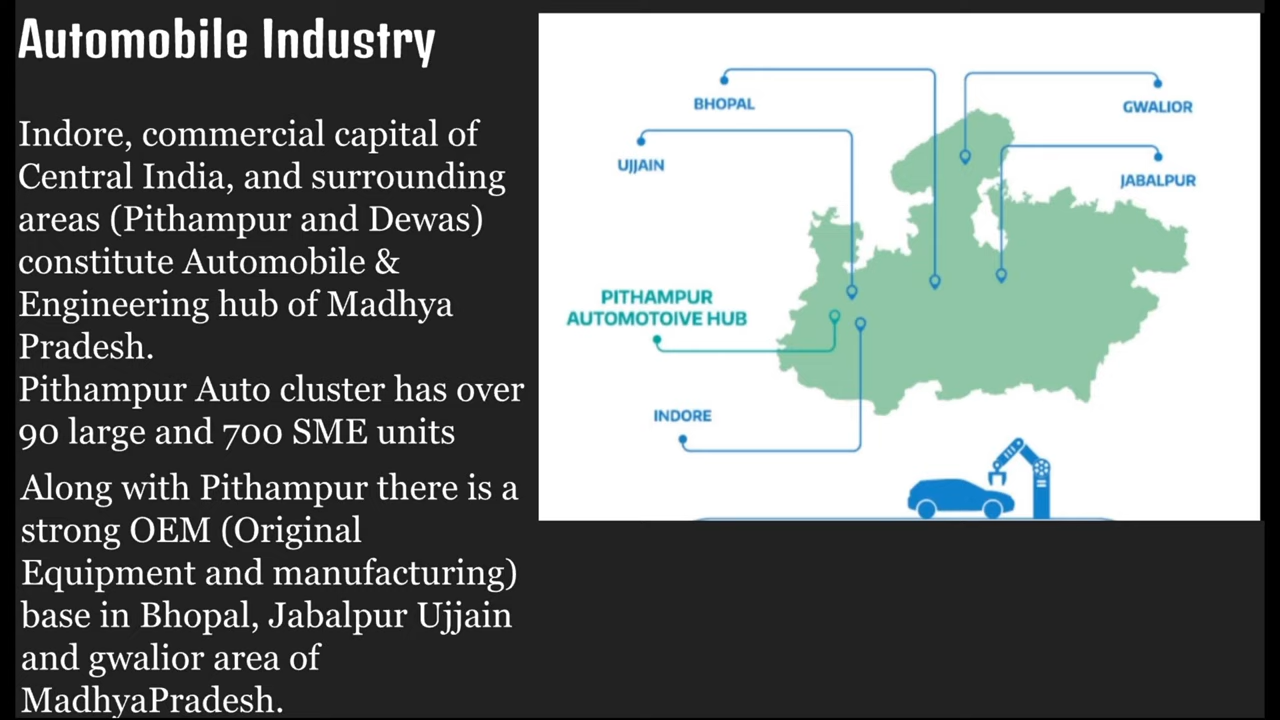 Automobile Industry
Indore, commercial capital of
Central India, and surrounding
areas (Pithampur and Dewas)
constitute Automobile &
Engineering hub of Madhya
Pradesh.
Pithampur Auto cluster has over
90 large and 700 SME units
Along with Pithampur there is a
strong OEM (Original
Equipment and manufacturing)
base in Bhopal, Jabalpur Ujjain
and gwalior area of
MadhyaPradesh.
BHOPAL
GWALIOR
UJJAIN
JABALPUR
PITHAMPUR
AUTOMOTOIVE HUB
INDORE